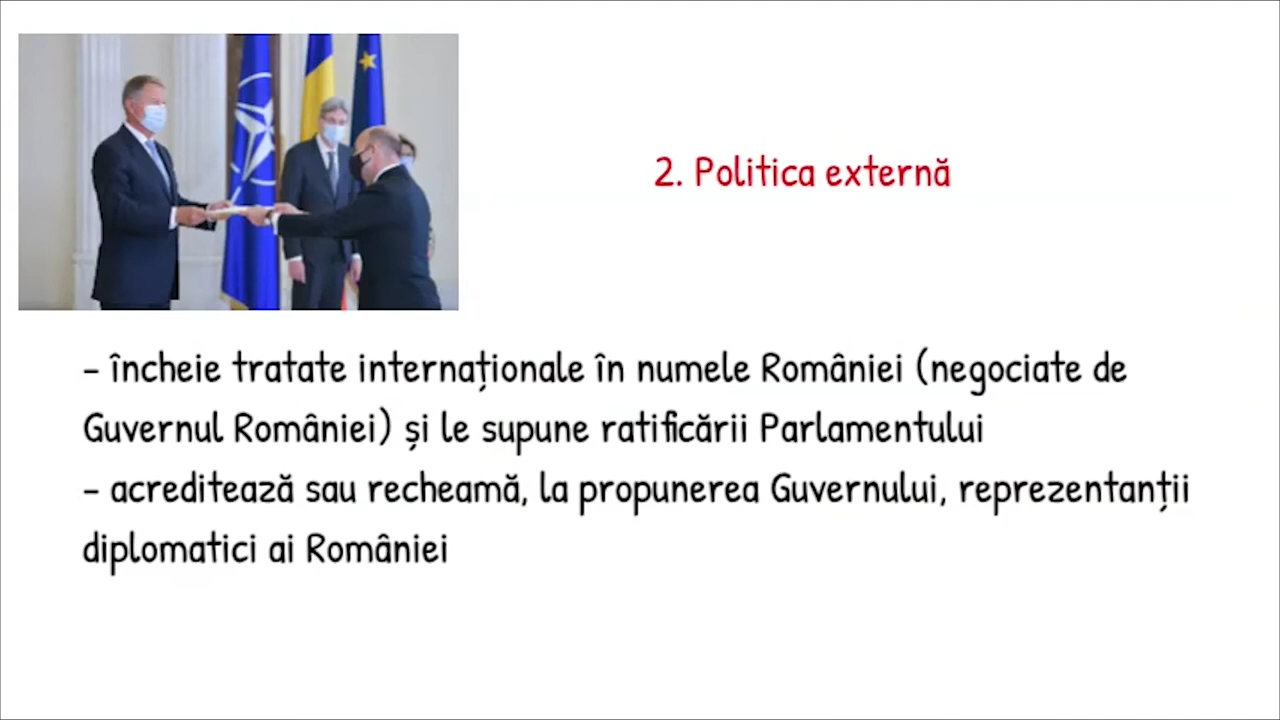 2. Politica externă
– încheie tratate internaționale în numele României (negociate de
Guvernul României) și le supune ratificării Parlamentului
– acreditează sau recheamă, la propunerea Guvernului, reprezentanții
diplomatici ai României